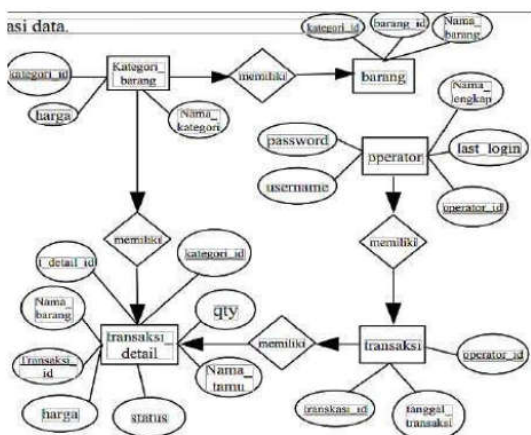 asi data.
kategori_id
barang_id
Nama_
barang
kategori_id
Kategori_
barang
memiliki
barang
harga
Nama_
kategori
Nama_
lengkap
password
operator
last_login
username
operator_id
memiliki
memiliki
t_detail_id
kategori_id
Nama_
barang
qty
transaksi_
detail
memiliki
transaksi
operator_id
Transaksi_
id
Nama_
tamu
harga
status
transkasi_id
tanggal_
transaksi